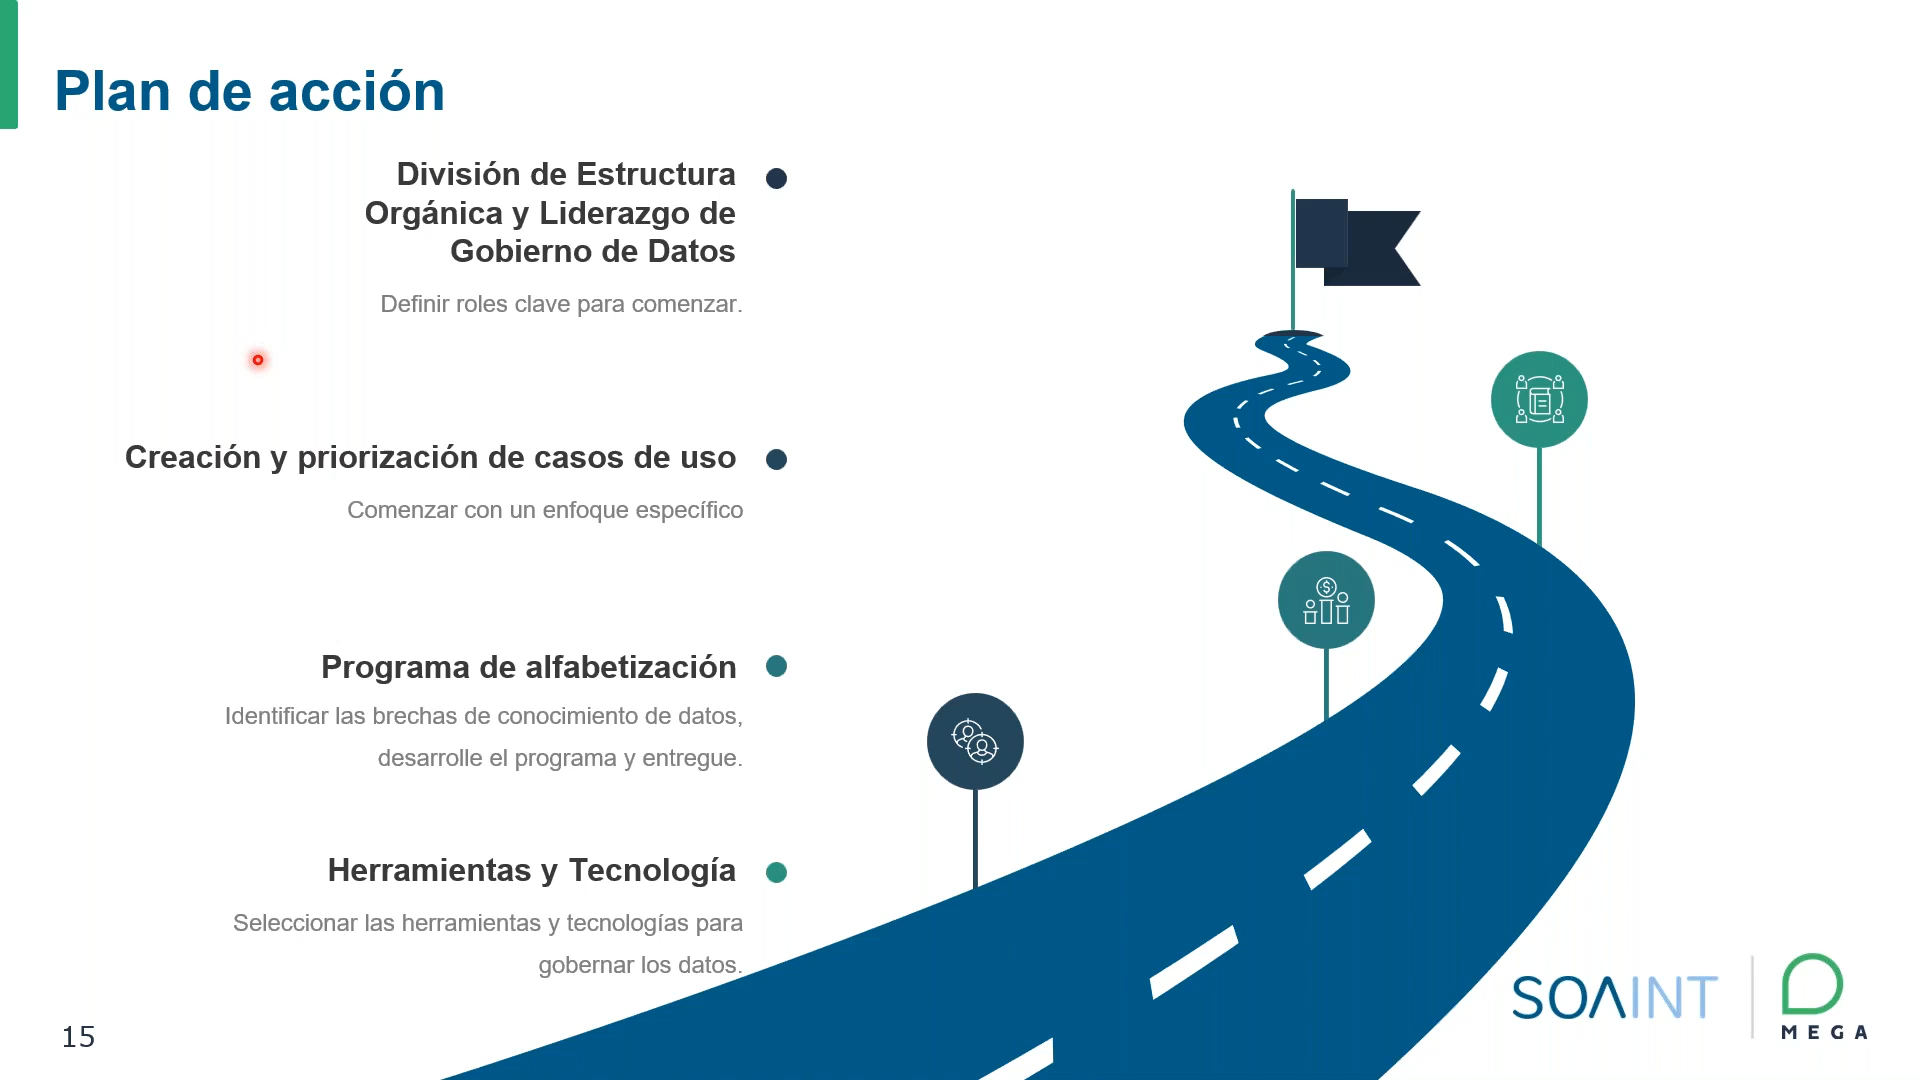 Plan de acción
División de Estructura
Orgánica y Liderazgo de
Gobierno de Datos
Definir roles clave para comenzar.
Creación y priorización de casos de uso
Comenzar con un enfoque específico
Programa de alfabetización
Identificar las brechas de conocimiento de datos,
desarrolle el programa y entregue.
Herramientas y Tecnología
Seleccionar las herramientas y tecnologías para
gobernar los datos.
$
SOAINT
MEGA
15